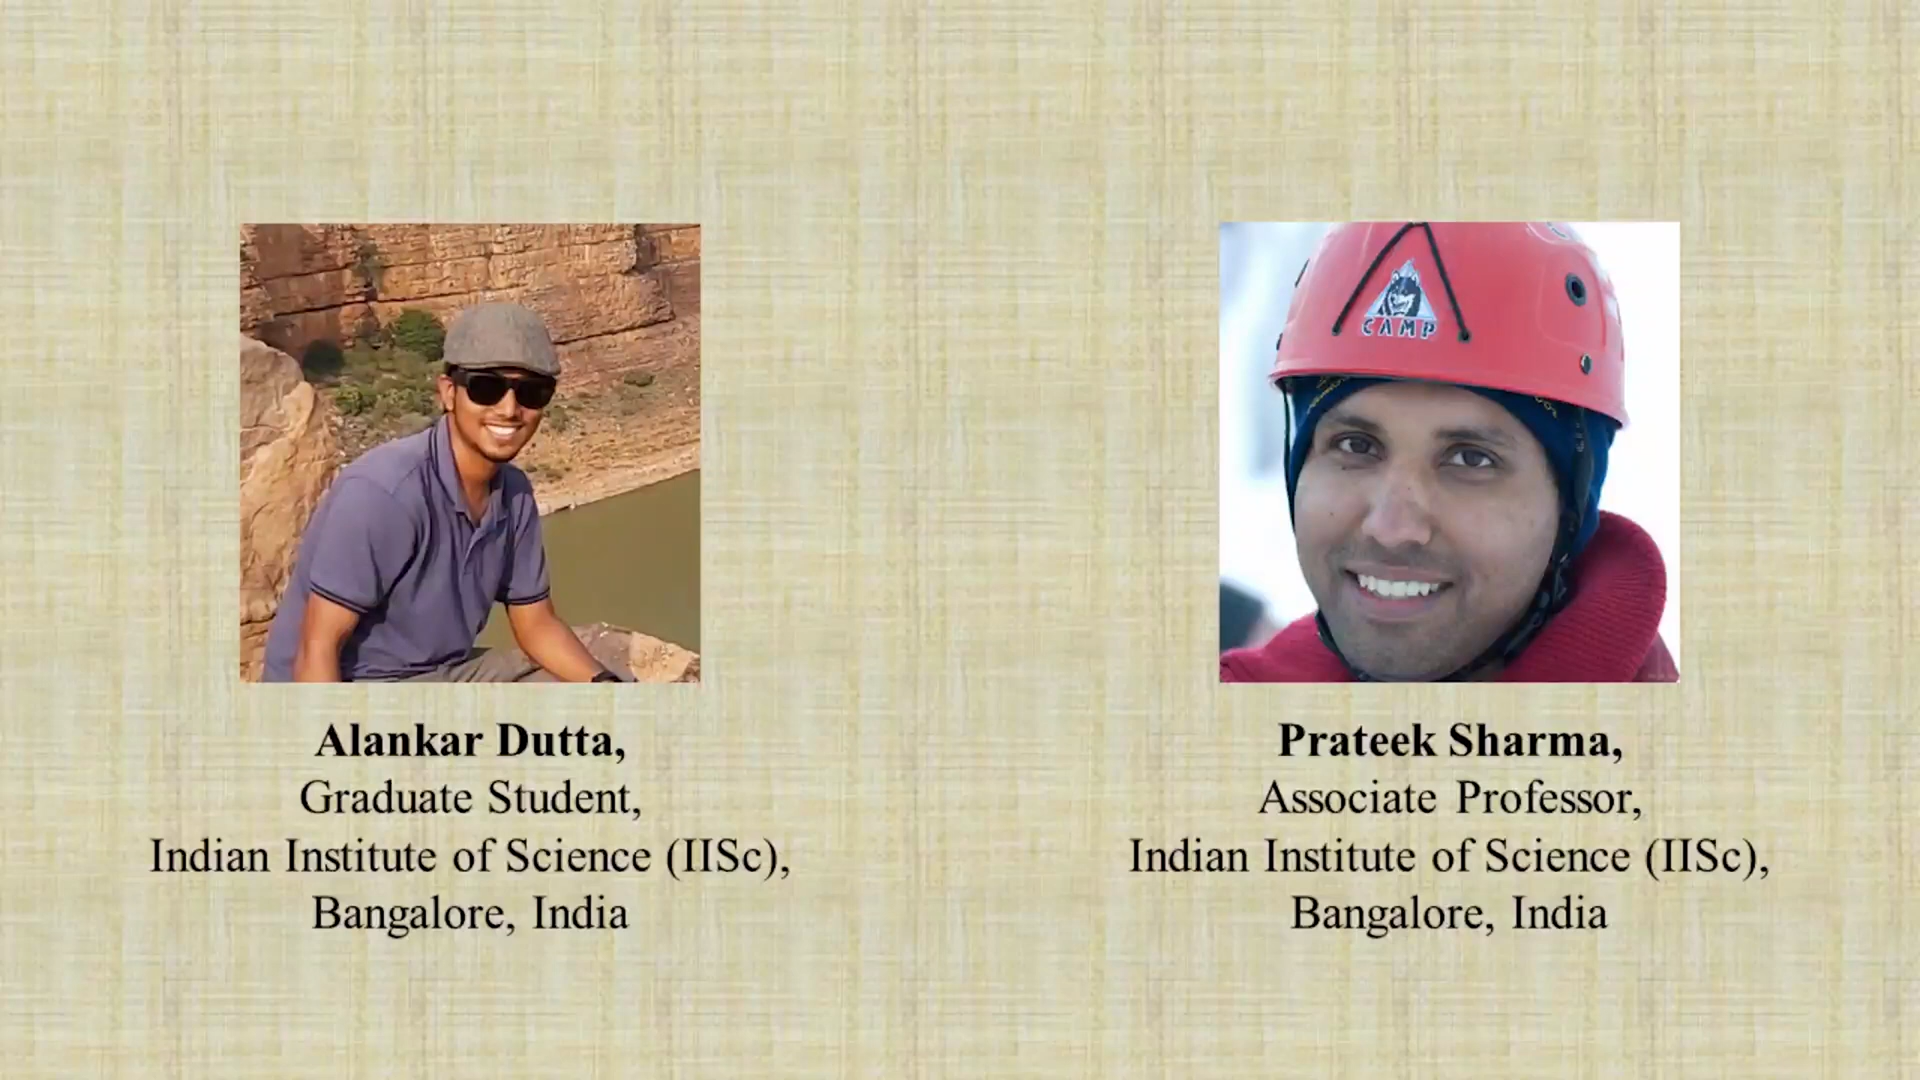 CAMP
Alankar Dutta,
Graduate Student,
Indian Institute of Science (IISc),
Bangalore, India
Prateek Sharma,
Associate Professor,
Indian Institute of Science (IISc),
Bangalore, India